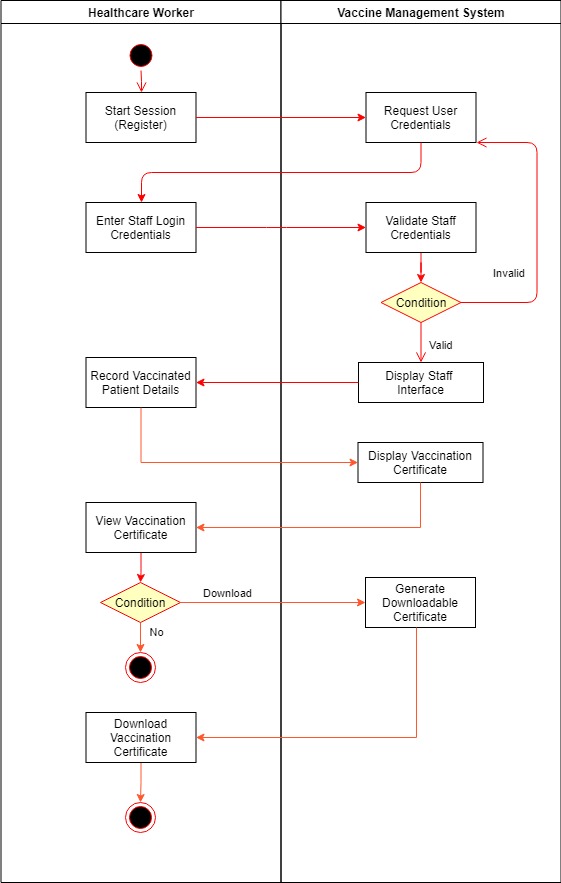 Healthcare Worker
Vaccine Management System
Start Session
(Register)
Request User
Credentials
Enter Staff Login
Credentials
Validate Staff
Credentials
Invalid
Condition
Valid
Record Vaccinated
Patient Details
Display Staff
Interface
Display Vaccination
Certificate
View Vaccination
Certificate
Condition
Download
Generate
Downloadable
Certificate
No
Download
Vaccination
Certificate